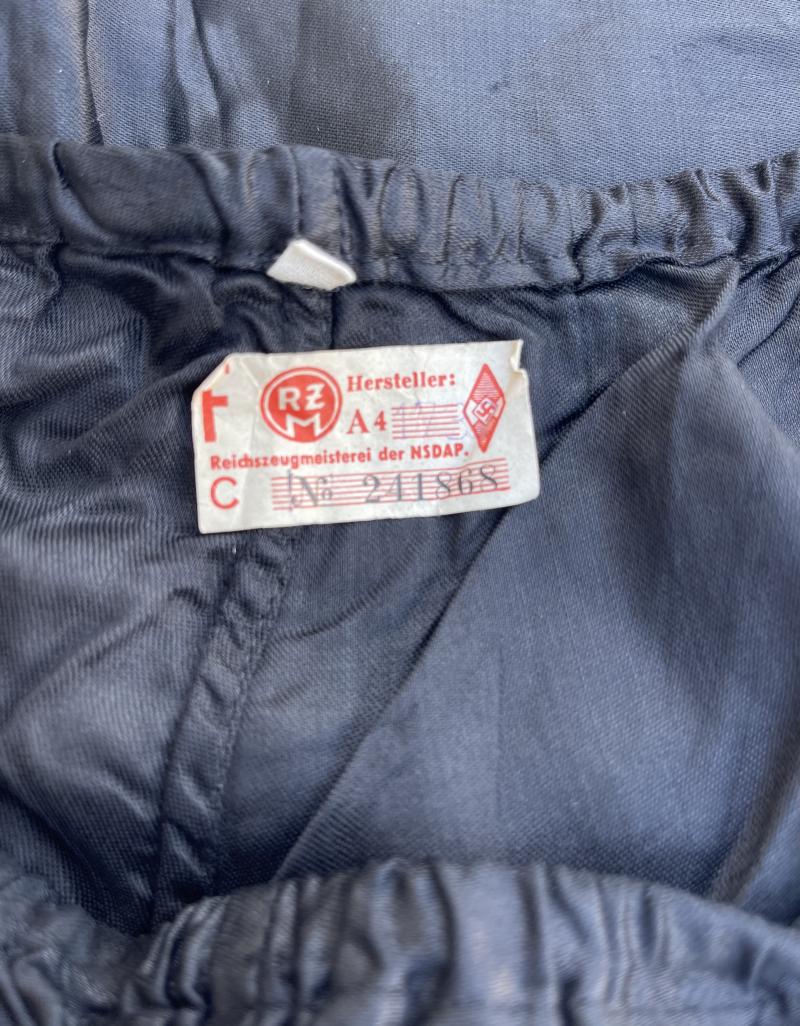 F
RZM
Hersteller:
A4
Reichszeugmeisterei der NSDAP.
C No 241868